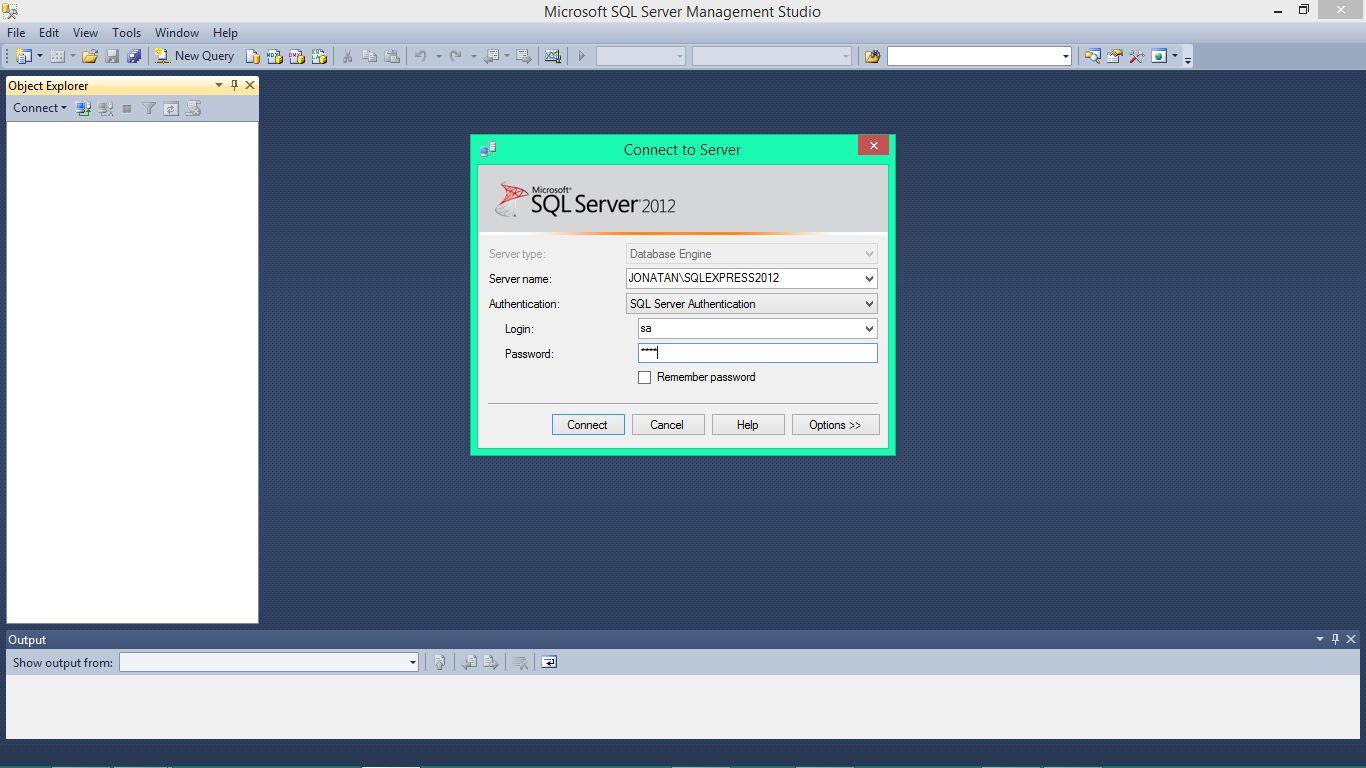 Microsoft SQL Server Management Studio
File Edit View Tools Window Help
New Query
Object Explorer
Connect
Connect to Server
Microsoft®
SQL Server® 2012
Server type: Database Engine
Server name: JONATAN\SQLEXPRESS2012
Authentication: SQL Server Authentication
Login: sa
Password: ****
Remember password
Connect Cancel Help Options >>
Output
Show output from: